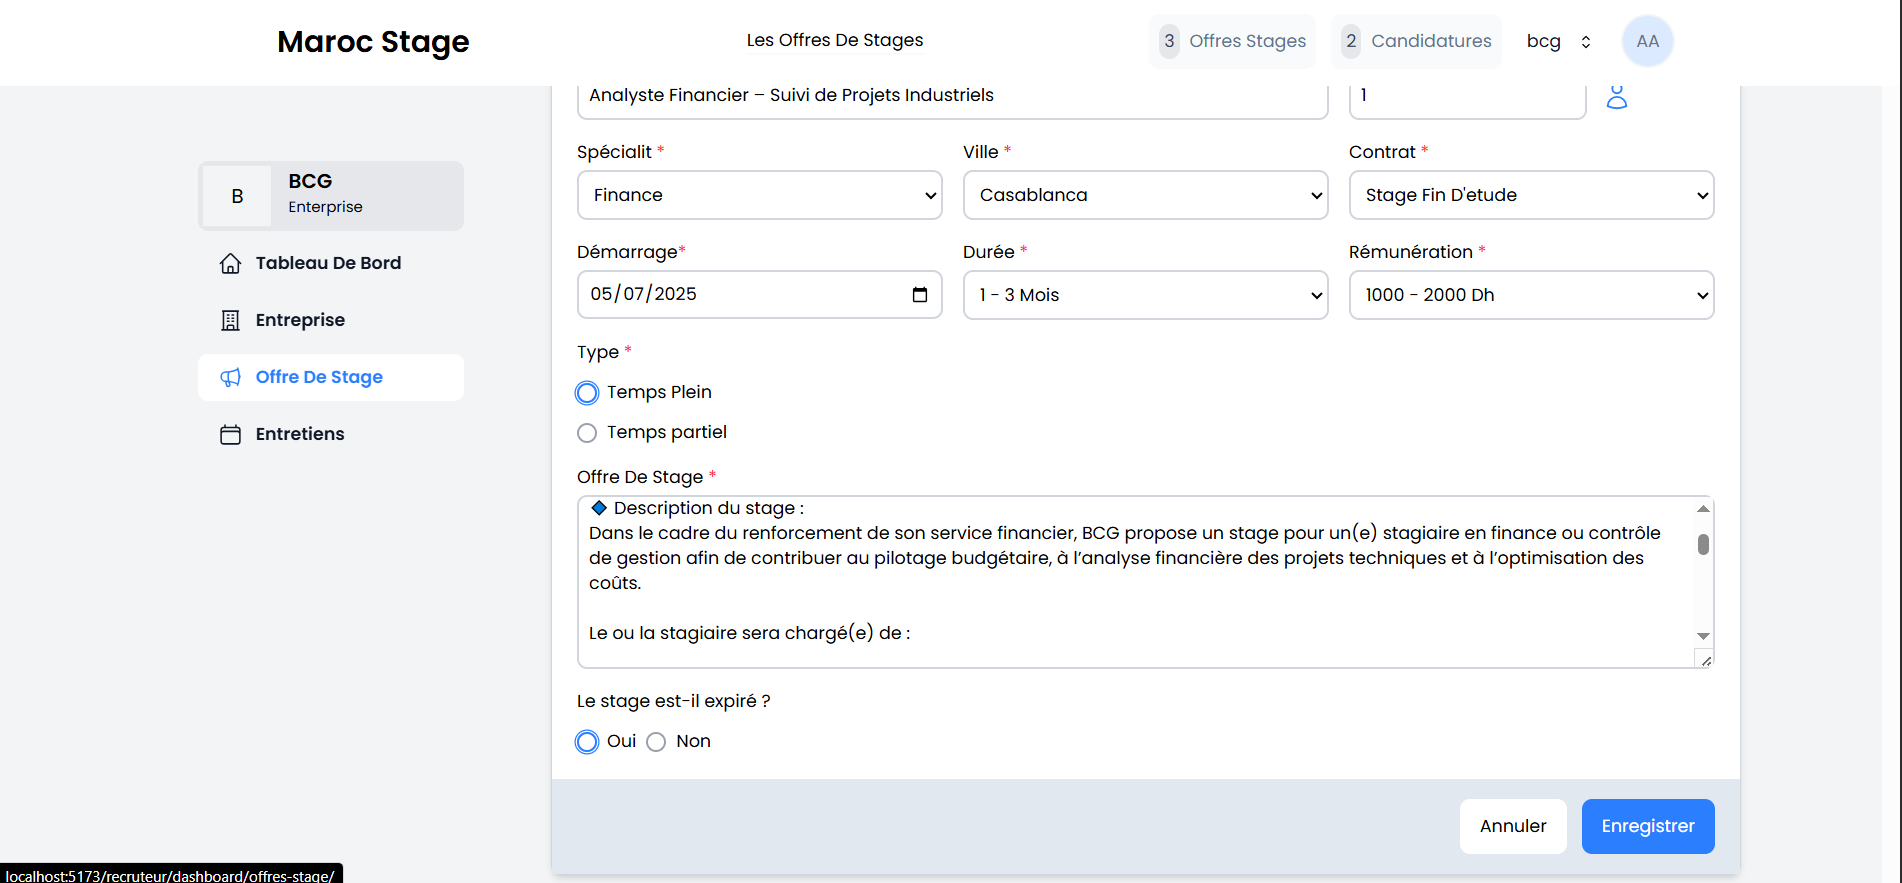 Maroc Stage
Les Offres De Stages
3 Offres Stages
2 Candidatures
bcg
AA
B
BCG
Enterprise
Tableau De Bord
Entreprise
Offre De Stage
Entretiens
Analyste Financier – Suivi de Projets Industriels
1
Spécialit *
Ville *
Contrat *
Finance
Casablanca
Stage Fin D'etude
Démarrage*
Durée *
Rémunération *
05/07/2025
1 - 3 Mois
1000 - 2000 Dh
Type *
Temps Plein
Temps partiel
Offre De Stage *
🔷 Description du stage :
Dans le cadre du renforcement de son service financier, BCG propose un stage pour un(e) stagiaire en finance ou contrôle
de gestion afin de contribuer au pilotage budgétaire, à l’analyse financière des projets techniques et à l’optimisation des
coûts.
Le ou la stagiaire sera chargé(e) de :
Le stage est-il expiré ?
Oui Non
Annuler
Enregistrer
localhost:5173/recruteur/dashboard/offres-stage/